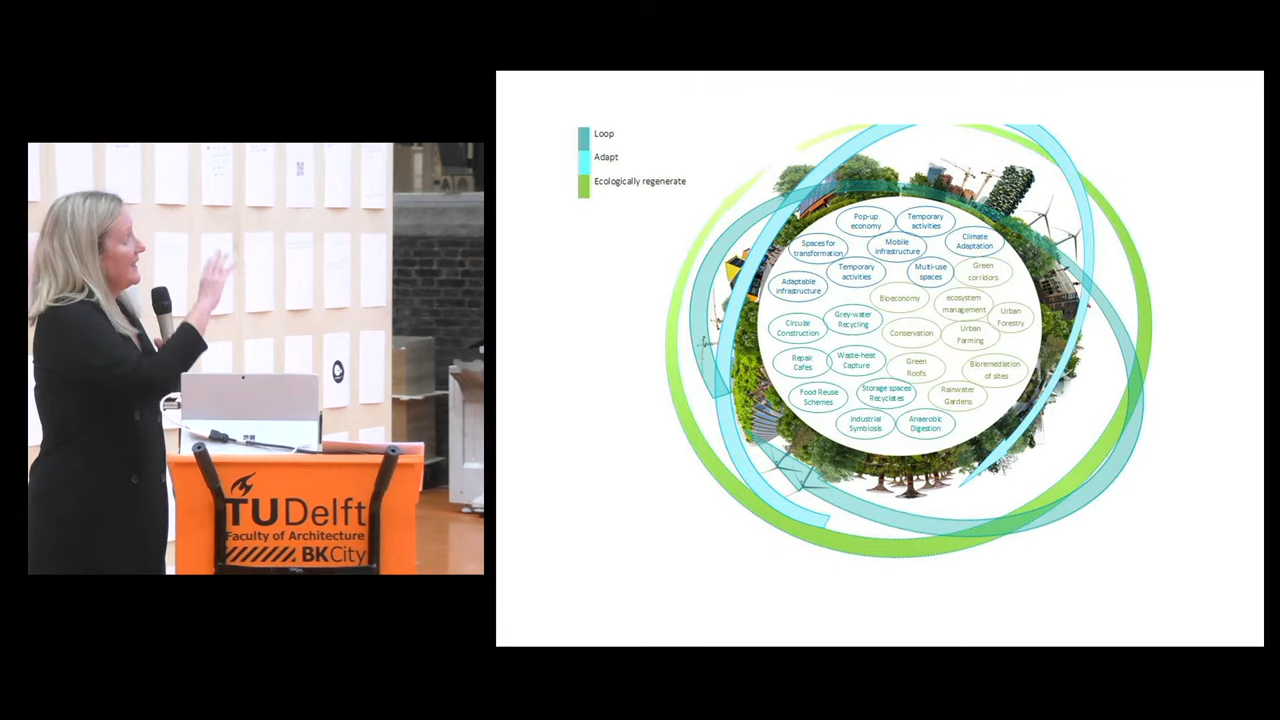 Loop
Adapt
Ecologically regenerate
Pop-up
economy
Temporary
activities
Spaces for
transformation
Mobile
infrastructure
Climate
Adaptation
Adaptable
infrastructure
Temporary
activities
Multi-use
spaces
Green
corridors
Bioeconomy
ecosystem
management
Urban
Forestry
Circular
Construction
Grey-water
Recycling
Conservation
Urban
Farming
Repair
Cafes
Waste-heat
Capture
Green
Roofs
Bioremediation
of sites
Food Reuse
Schemes
Storage spaces
Recyclates
Rainwater
Gardens
Industrial
Symbiosis
Anaerobic
Digestion
TU Delft
Faculty of Architecture
BK City